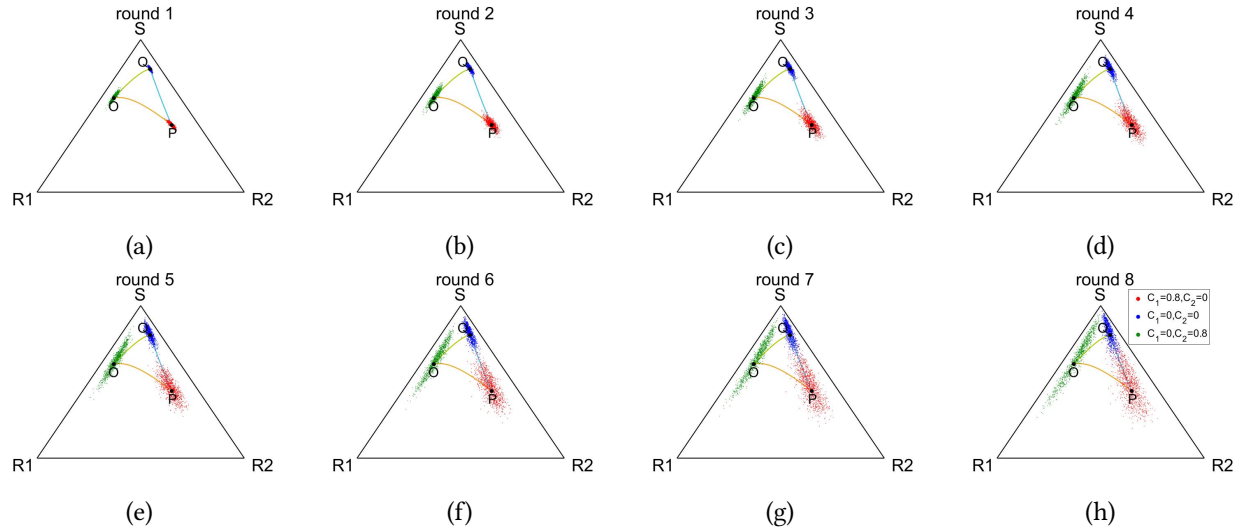 round 1
S
Q
O
P
R1
R2
(a)
round 2
S
Q
O
P
R1
R2
(b)
round 3
S
Q
O
P
R1
R2
(c)
round 4
S
Q
O
P
R1
R2
(d)
round 5
S
Q
O
P
R1
R2
(e)
round 6
S
Q
O
P
R1
R2
(f)
round 7
S
Q
O
P
R1
R2
(g)
round 8
S
C₁=0.8,C₂=0
C₁=0,C₂=0
C₁=0,C₂=0.8
Q
O
P
R1
R2
(h)